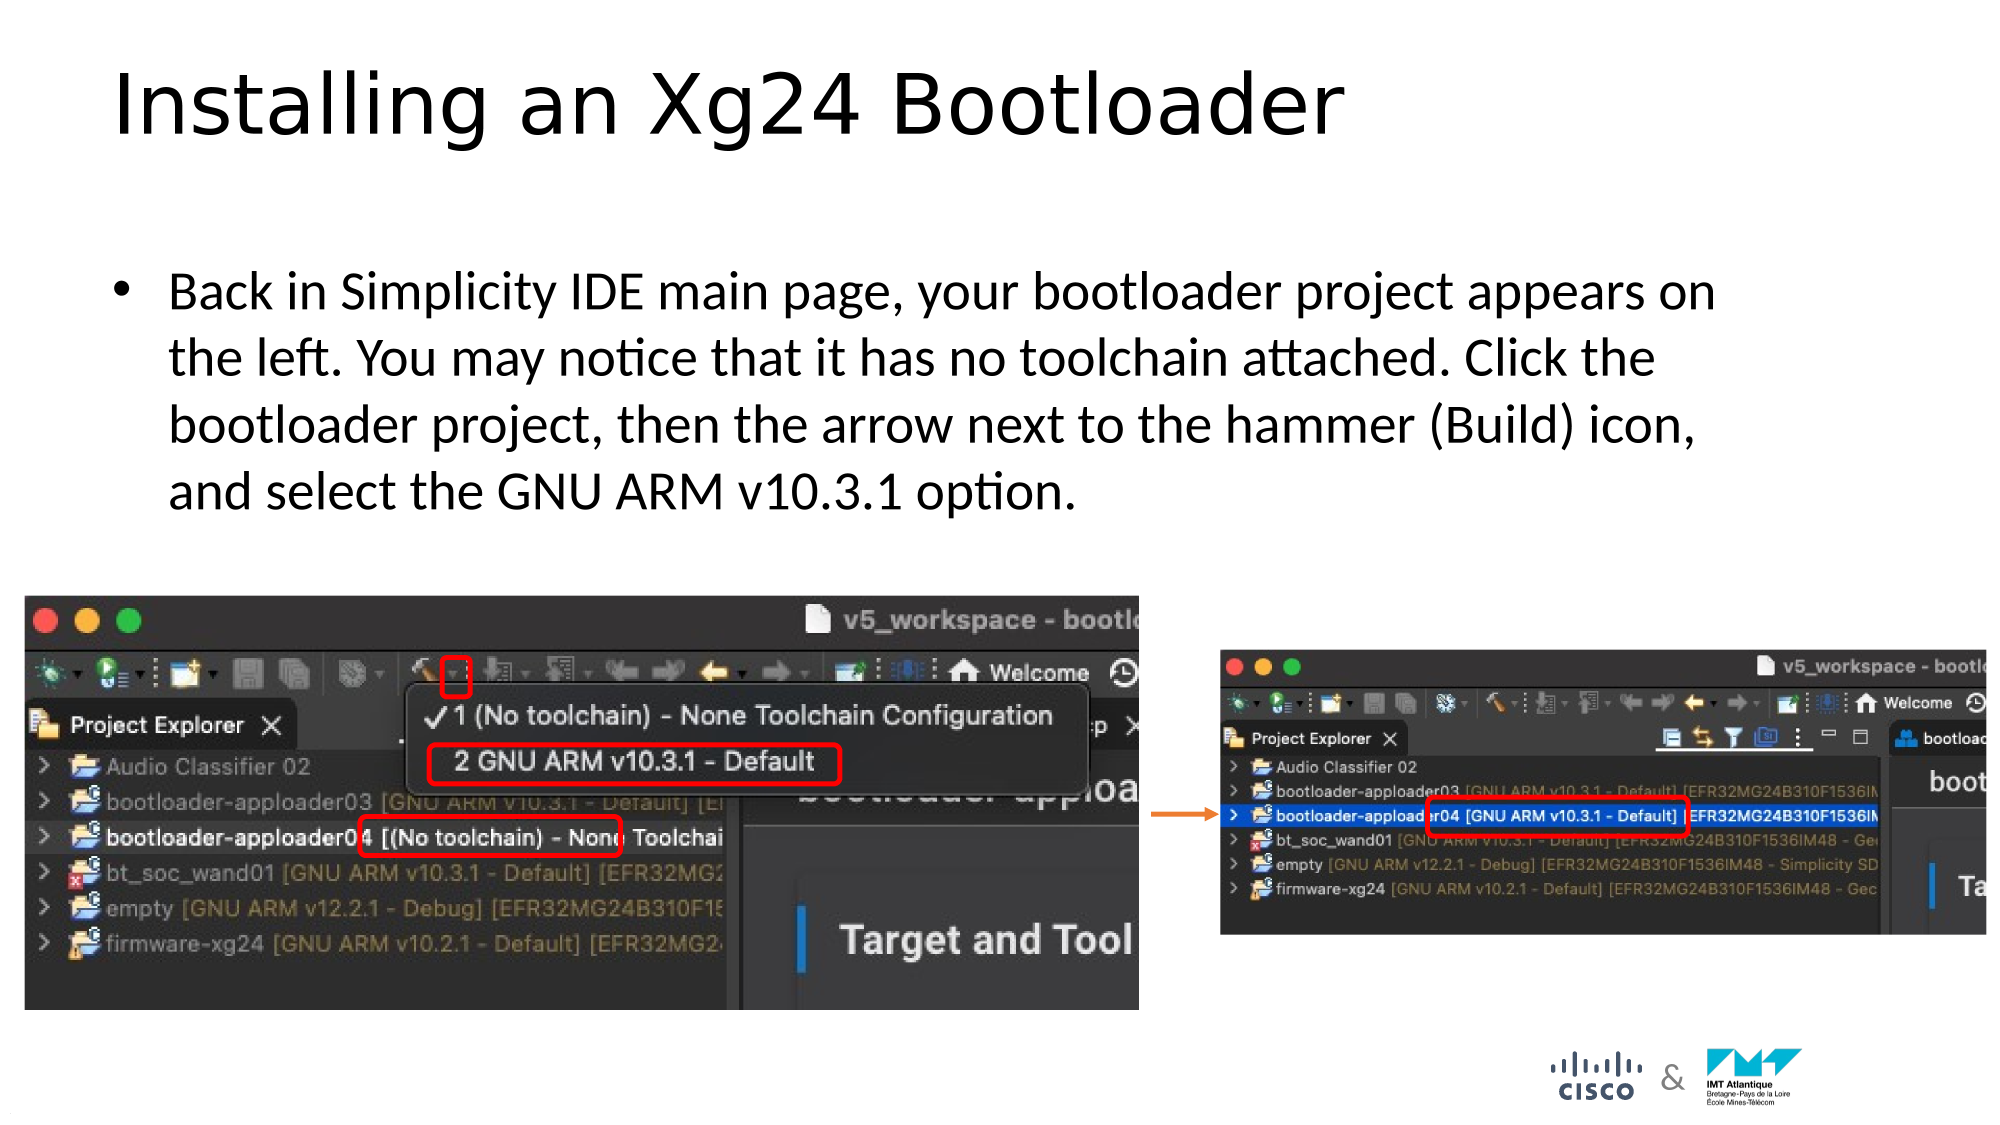 Installing an Xg24 Bootloader
• Back in Simplicity IDE main page, your bootloader project appears on
the left. You may notice that it has no toolchain attached. Click the
bootloader project, then the arrow next to the hammer (Build) icon,
and select the GNU ARM v10.3.1 option.
v5_workspace - bootlo
Welcome
Project Explorer
1 (No toolchain) - None Toolchain Configuration
2 GNU ARM v10.3.1 - Default
Audio Classifier 02
bootloader-apploader03 [GNU ARM v10.3.1 - Default] [E
bootloader-apploader04 [(No toolchain) - None Toolchai
bt_soc_wand01 [GNU ARM v10.3.1 - Default] [EFR32MG2
empty [GNU ARM v12.2.1 - Debug] [EFR32MG24B310F15
firmware-xg24 [GNU ARM v10.2.1 - Default] [EFR32MG2
cp
bootloader-apploa
Target and Tool
v5_workspace - bootlo
Welcome
Project Explorer
bootloac
Audio Classifier 02
bootloader-apploader03 [GNU ARM v10.3.1 - Default] [EFR32MG24B310F1536IM
bootloader-apploader04 [GNU ARM v10.3.1 - Default] [EFR32MG24B310F1536IM
bt_soc_wand01 [GNU ARM v10.3.1 - Default] [EFR32MG24B310F1536IM48 - Ge
empty [GNU ARM v12.2.1 - Debug] [EFR32MG24B310F1536IM48 - Simplicity SD
firmware-xg24 [GNU ARM v10.2.1 - Default] [EFR32MG24B310F1536IM48 - Gec
boot
Ta
CISCO
&
IMT Atlantique
Bretagne-Pays de la Loire
École Mines-Télécom